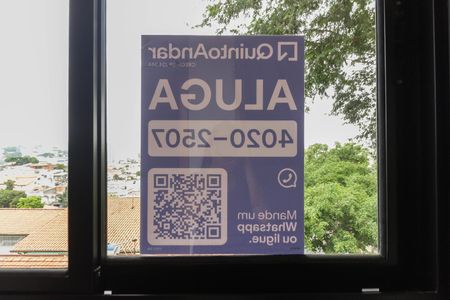 QuintoAndar
ALUGA
4020-2507
Mande um
Whatsapp
ou ligue.